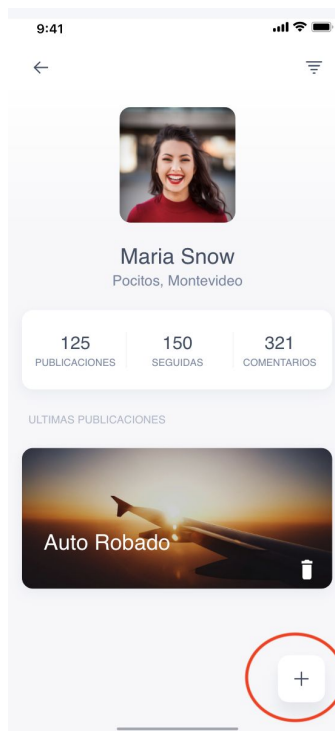 9:41
Maria Snow
Pocitos, Montevideo
125 150 321
PUBLICACIONES SEGUIDAS COMENTARIOS
ULTIMAS PUBLICACIONES
Auto Robado
+